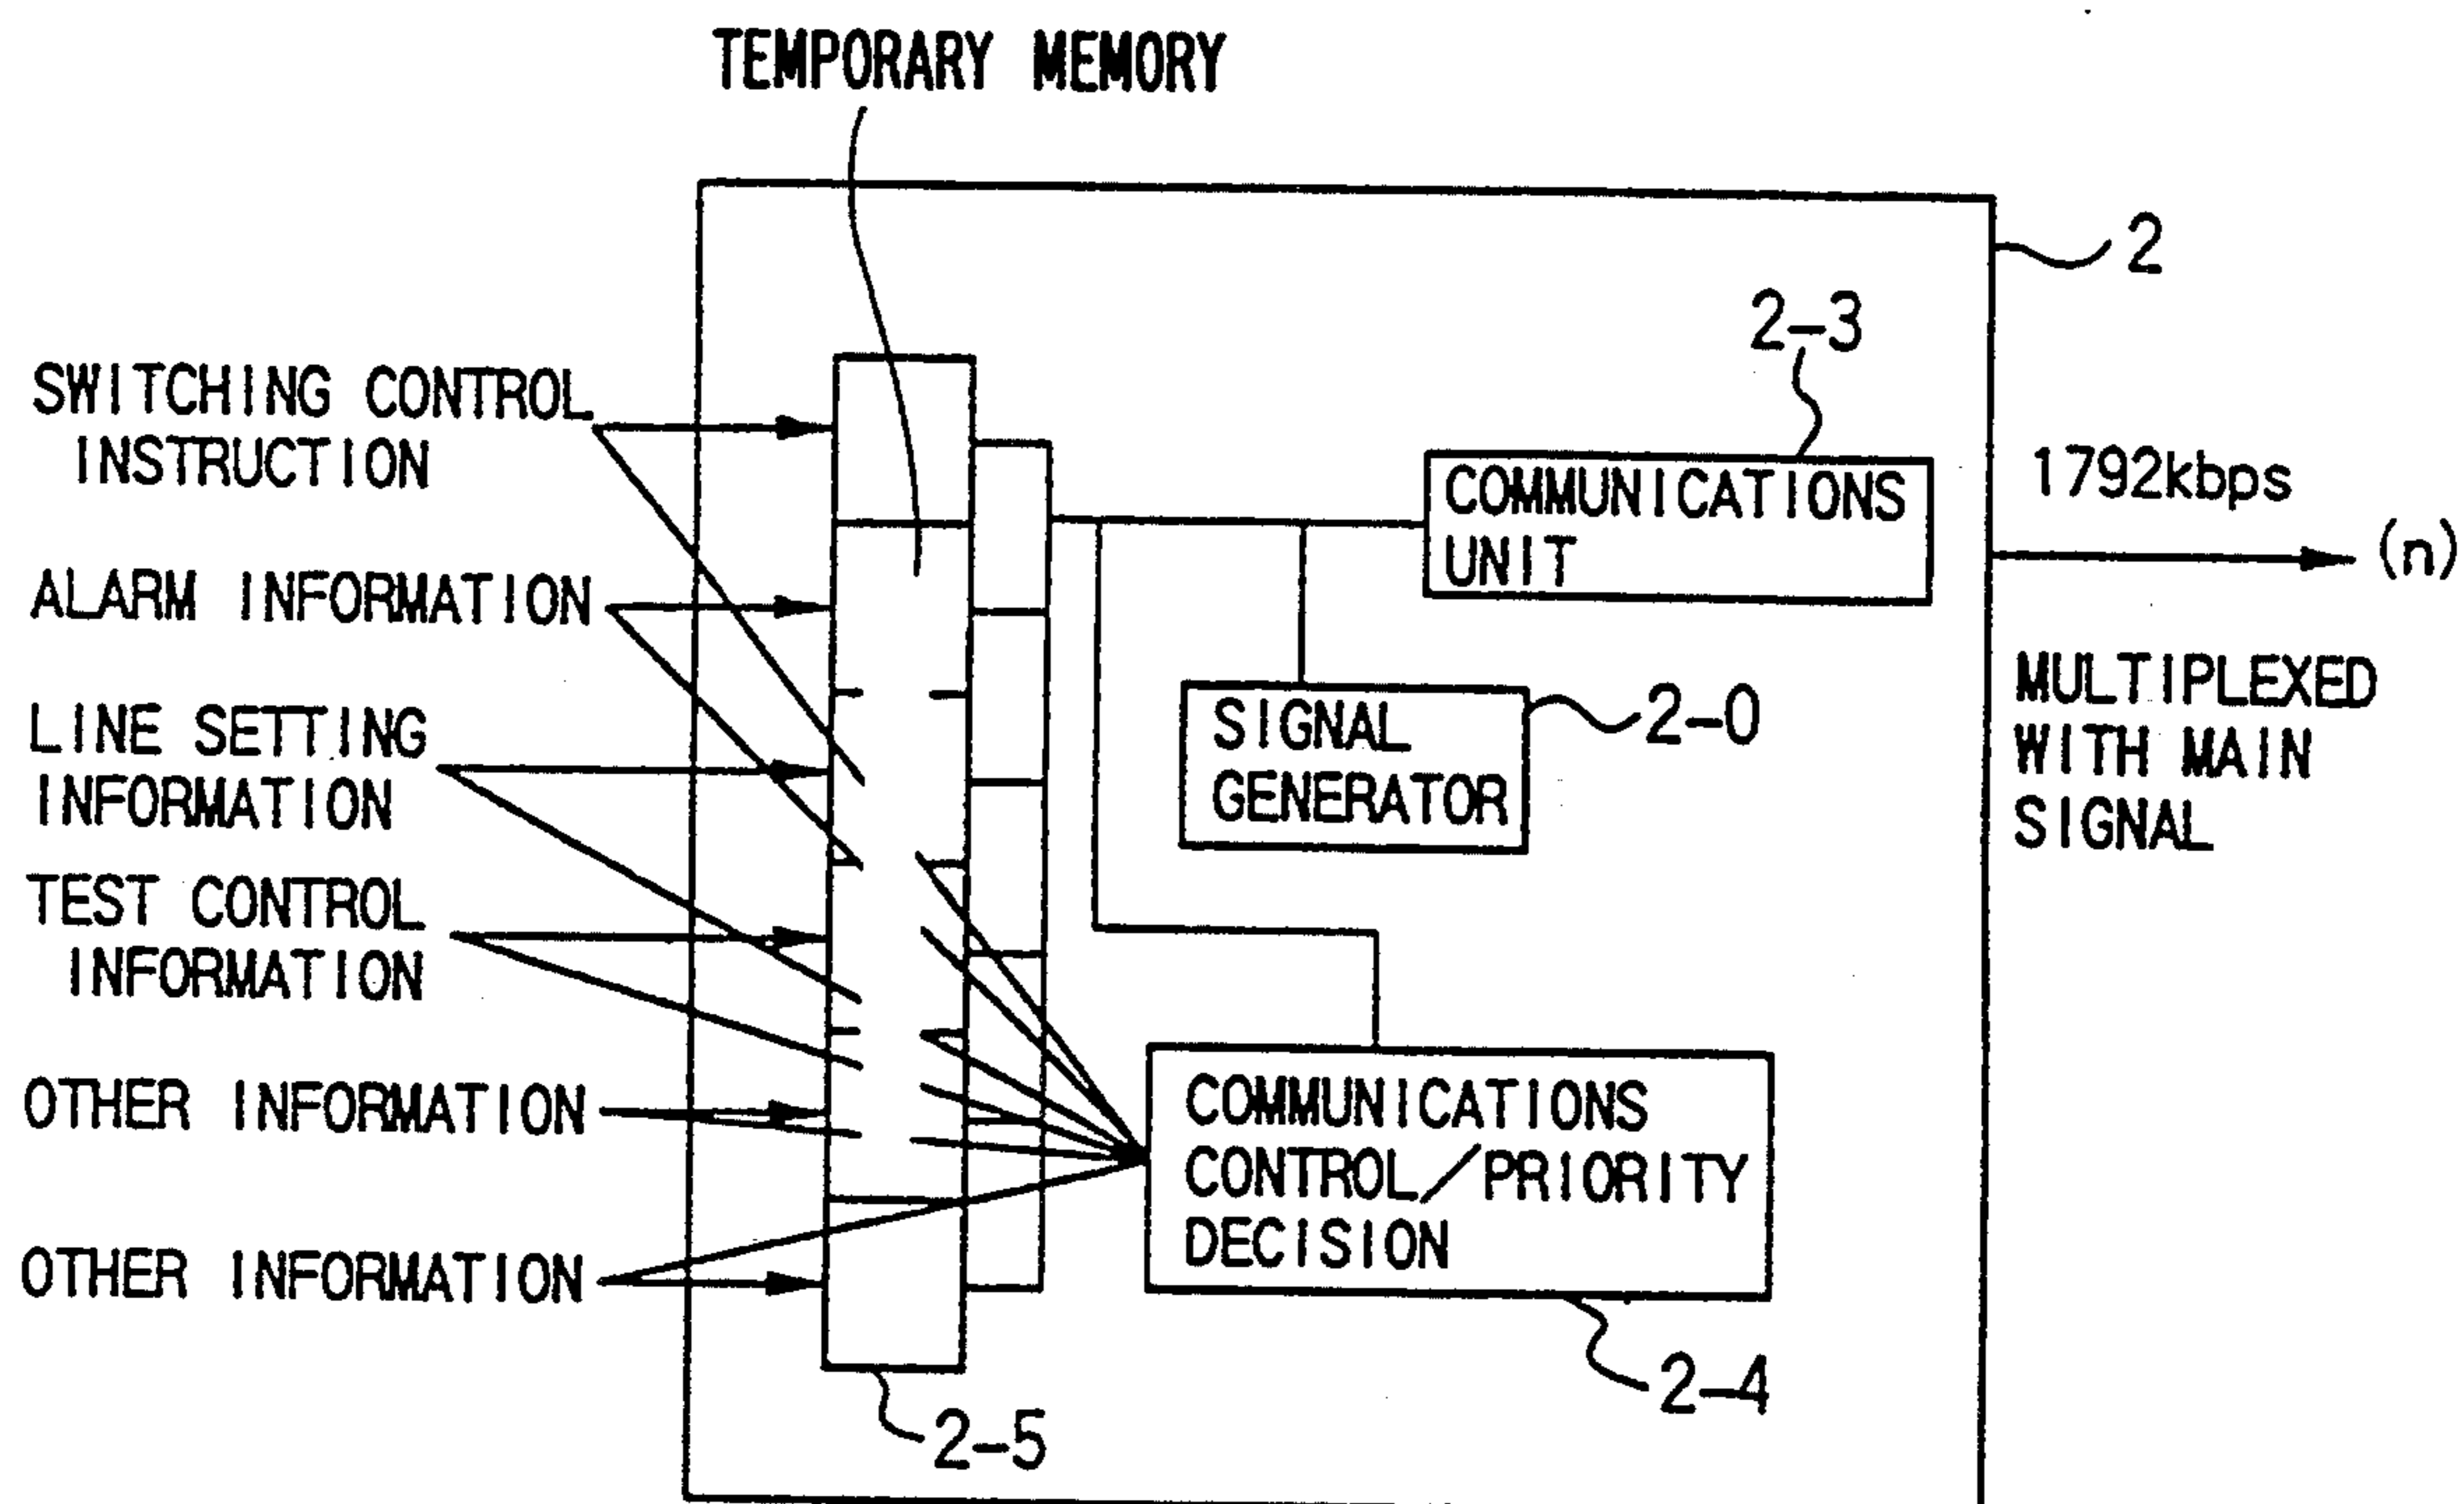 TEMPORARY MEMORY
2
2-3
SWITCHING CONTROL
INSTRUCTION
COMMUNICATIONS
UNIT
1792kbps
(n)
ALARM INFORMATION
MULTIPLEXED
WITH MAIN
SIGNAL
LINE SETTING
INFORMATION
SIGNAL
GENERATOR
2-0
TEST CONTROL
INFORMATION
OTHER INFORMATION
COMMUNICATIONS
CONTROL/PRIORITY
DECISION
OTHER INFORMATION
2-4
2-5